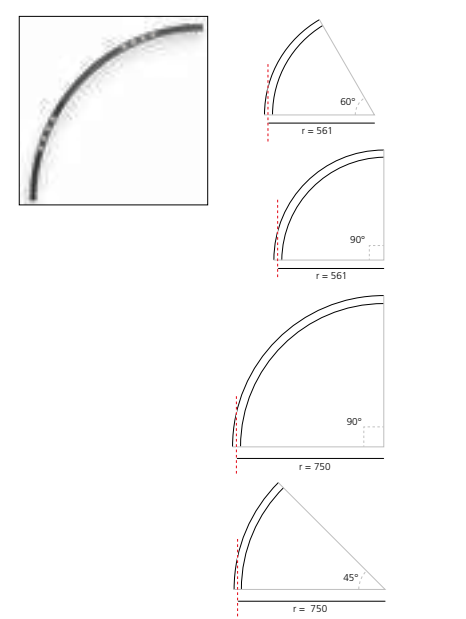 60°
r = 561
90°
r = 561
90°
r = 750
45°
r = 750